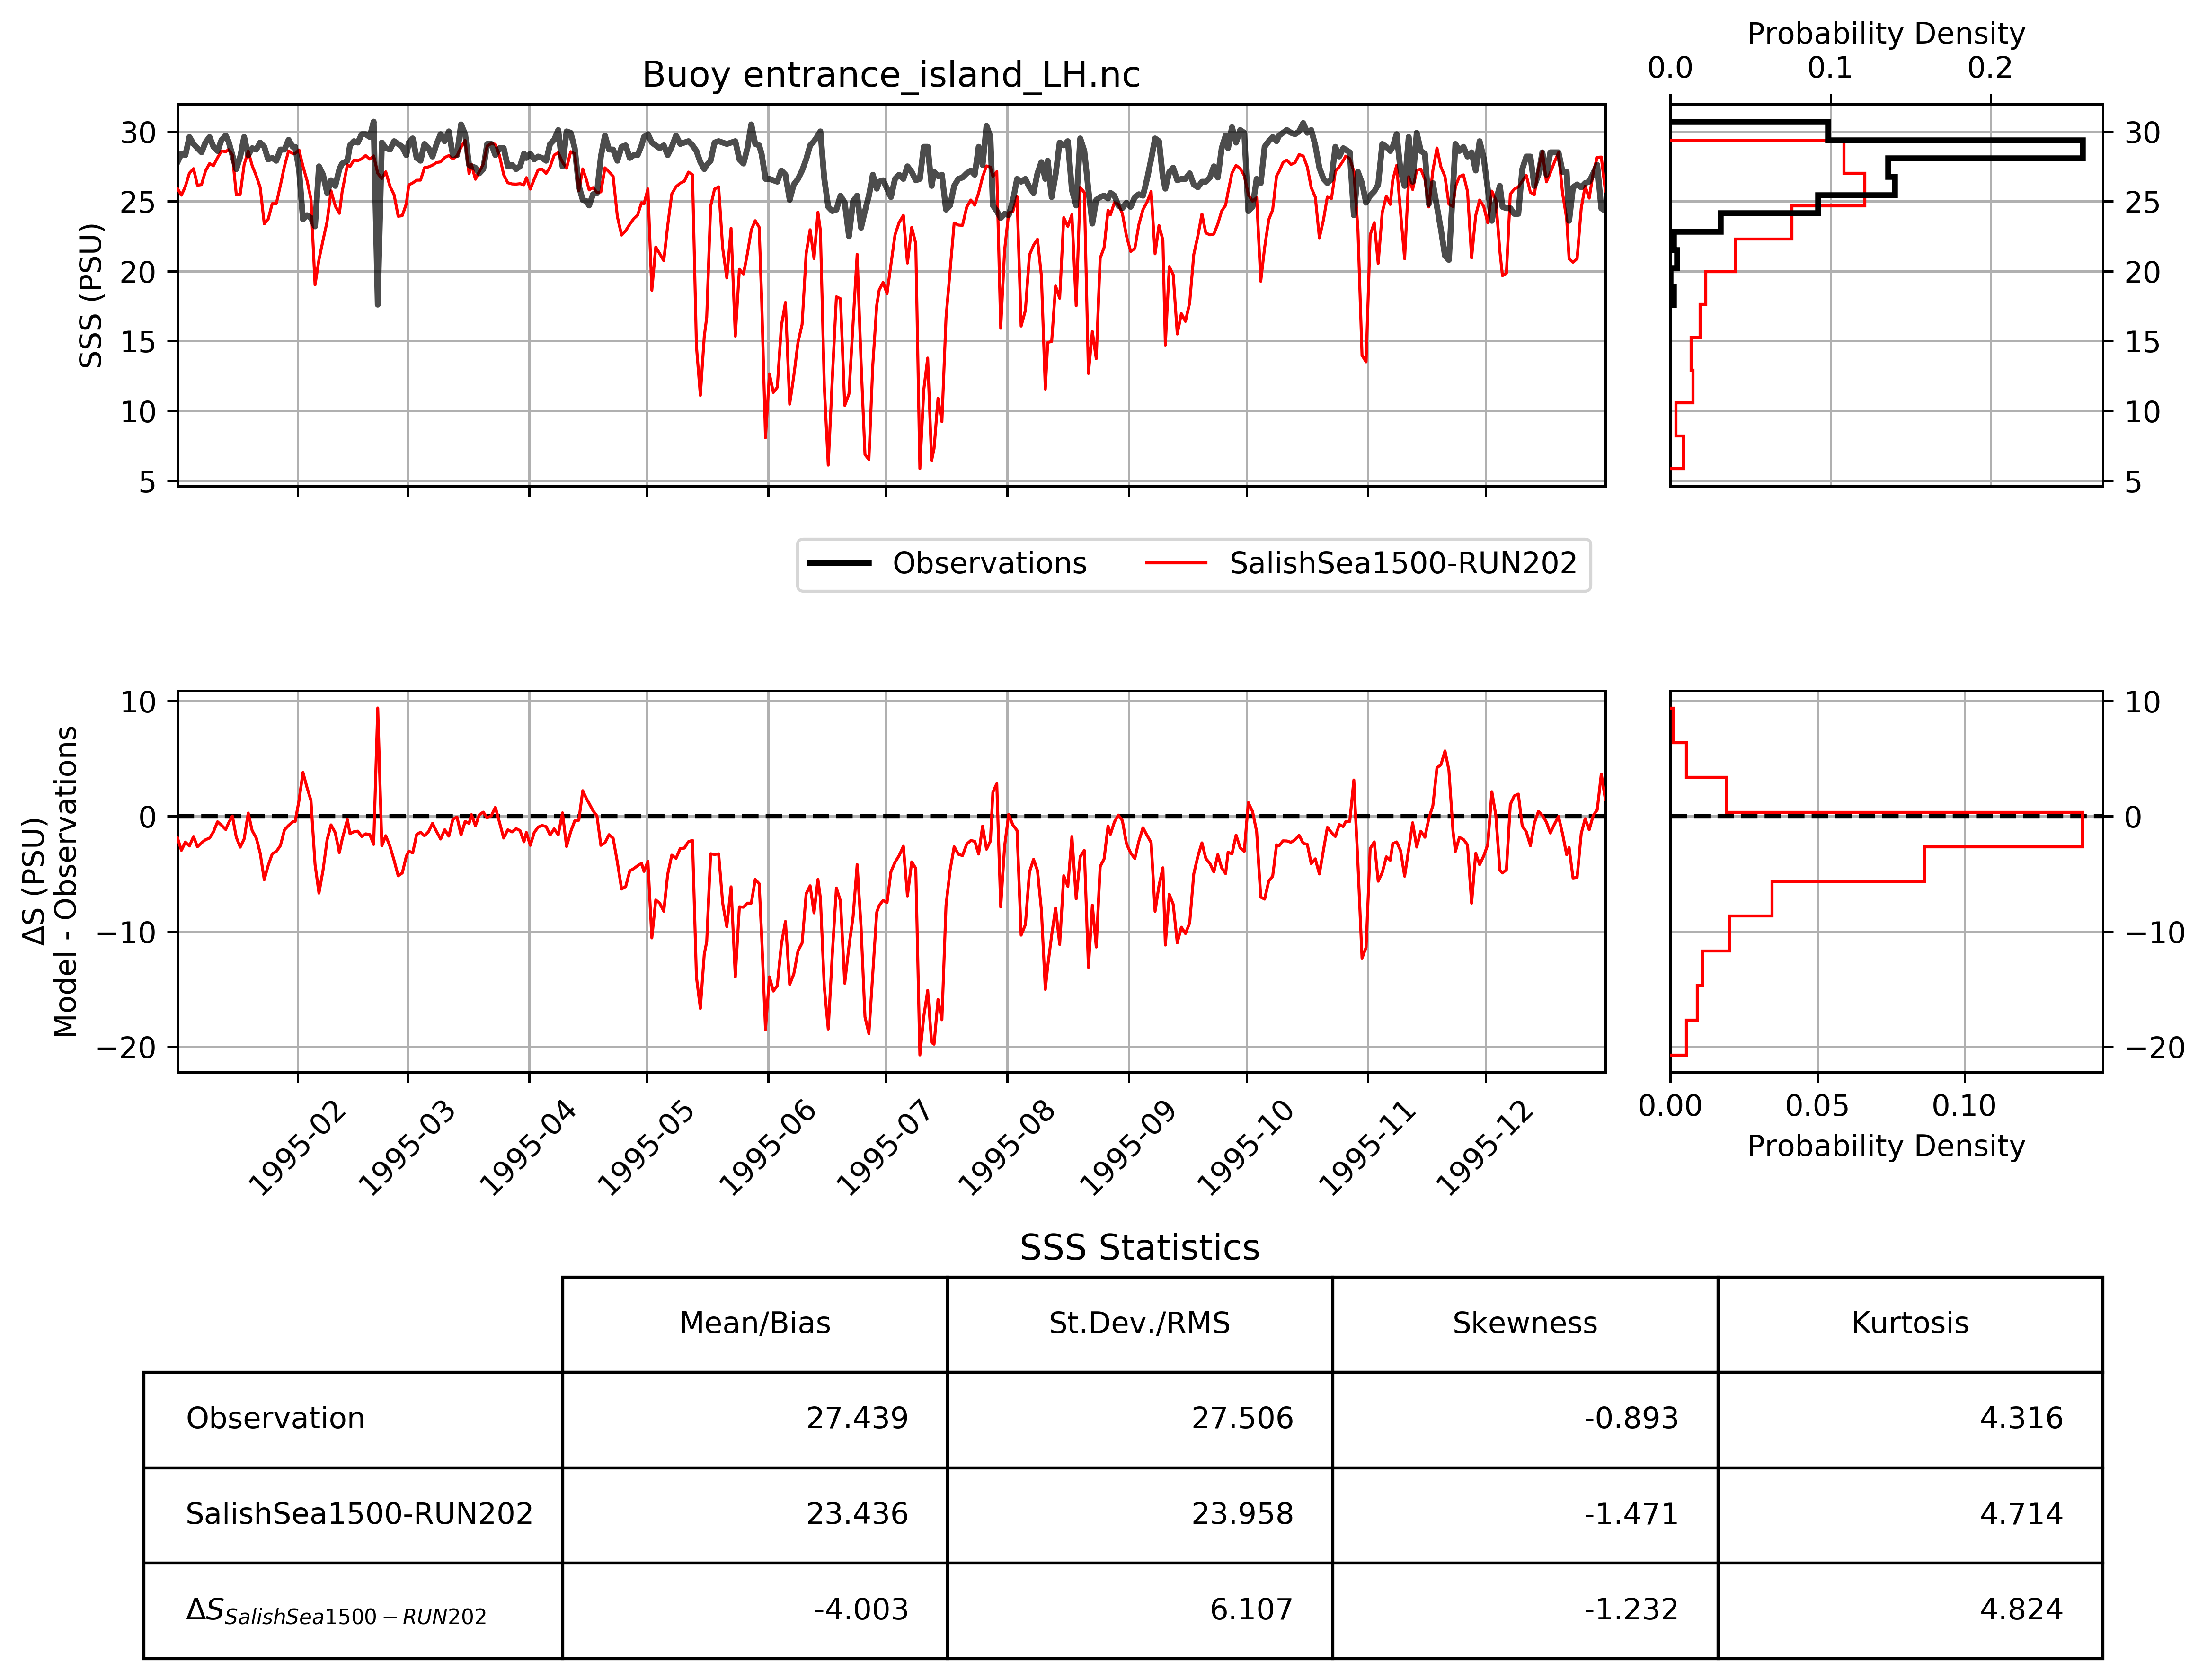 Probability Density
0.0 0.1 0.2
Buoy entrance_island_LH.nc
SSS (PSU)
30
25
20
15
10
5
30
25
20
15
10
5
Observations SalishSea1500-RUN202
ΔS (PSU)
Model - Observations
10
0
−10
−20
10
0
−10
−20
1995-02 1995-03 1995-04 1995-05 1995-06 1995-07 1995-08 1995-09 1995-10 1995-11 1995-12
0.00 0.05 0.10
Probability Density
SSS Statistics
Mean/Bias St.Dev./RMS Skewness Kurtosis
Observation 27.439 27.506 -0.893 4.316
SalishSea1500-RUN202 23.436 23.958 -1.471 4.714
ΔS SalishSea1500−RUN202 -4.003 6.107 -1.232 4.824